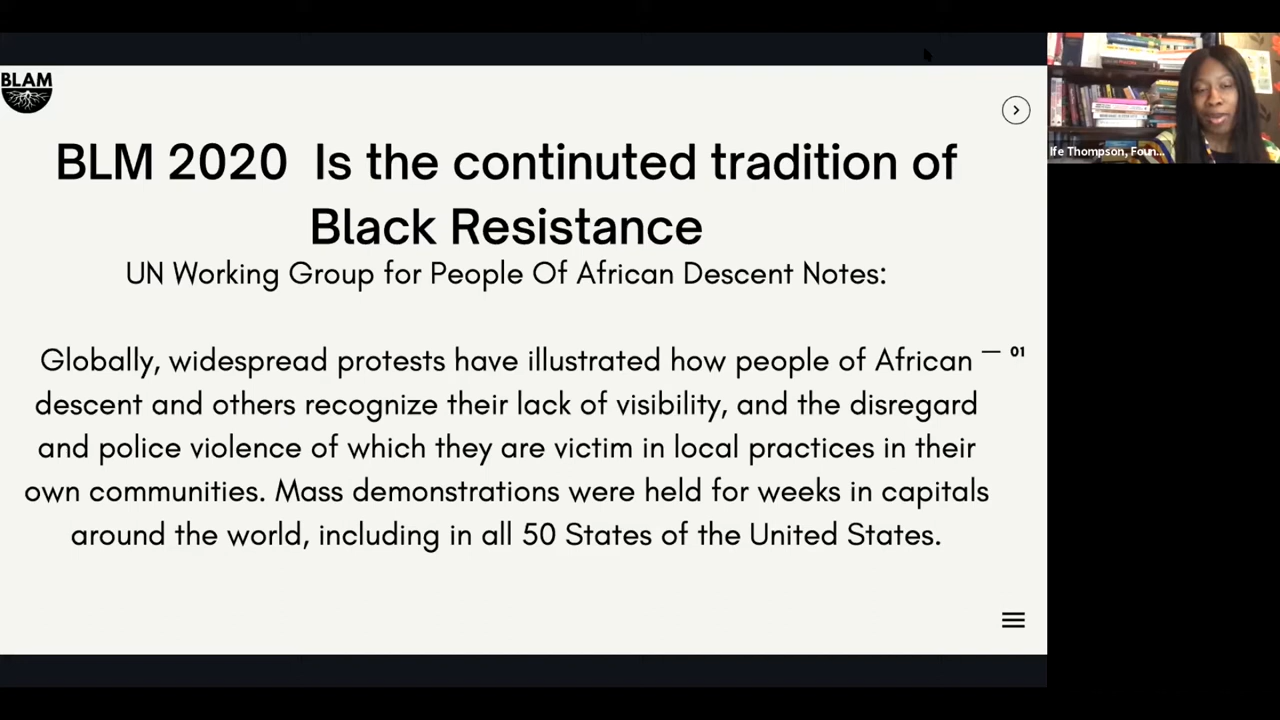 BLAM
BLM 2020 Is the continuted tradition of
Black Resistance
UN Working Group for People Of African Descent Notes:
Globally, widespread protests have illustrated how people of African
— 01
descent and others recognize their lack of visibility, and the disregard
and police violence of which they are victim in local practices in their
own communities. Mass demonstrations were held for weeks in capitals
around the world, including in all 50 States of the United States.
Ife Thompson, Foun...